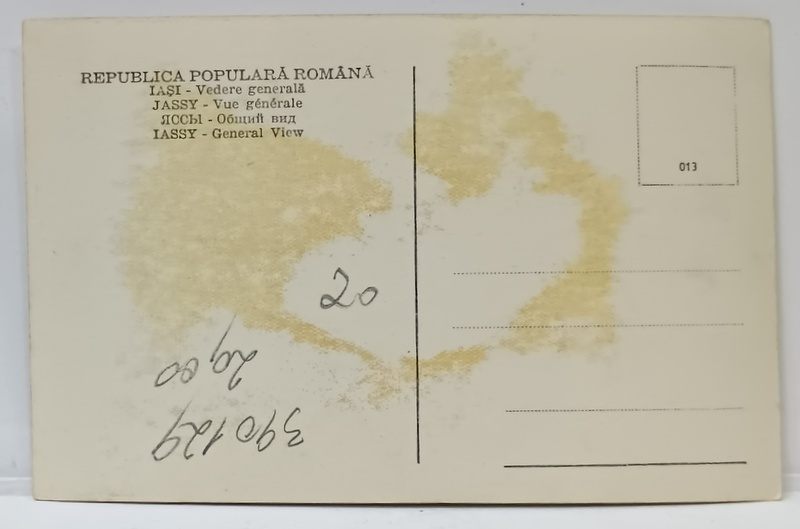 REPUBLICA POPULARĂ ROMÂNĂ
IAȘI - Vedere generală
JASSY - Vue générale
ЯССЫ - Общий вид
IASSY - General View
013
20
20,00
390129